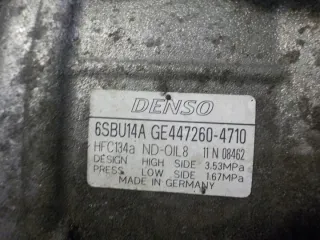 DENSO
6SBU14A GE447260-4710
HFC134a ND-OIL8 11 N 08462
DESIGN HIGH SIDE 3.53MPa
PRESS LOW SIDE 1.67MPa
MADE IN GERMANY